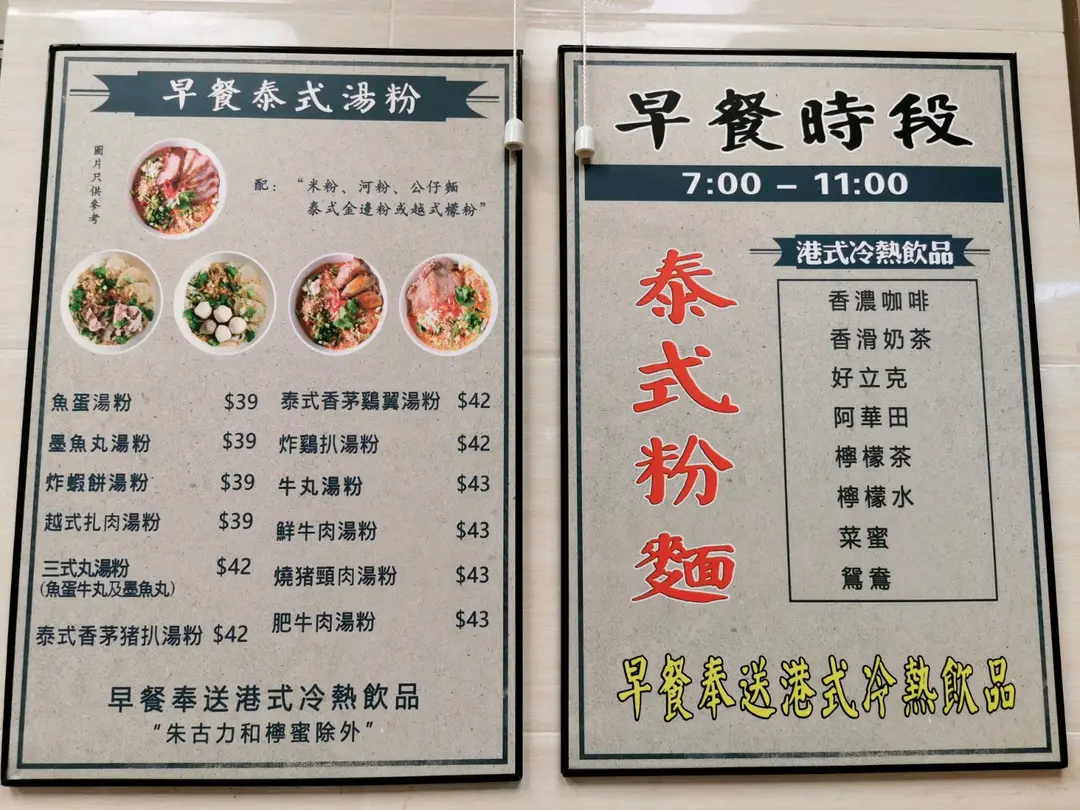 早餐泰式湯粉
圖片只供參考
配："米粉、河粉、公仔麵
泰式金邊粉或越式檬粉"
魚蛋湯粉 $39
墨魚丸湯粉 $39
炸蝦餅湯粉 $39
越式扎肉湯粉 $39
三式丸湯粉 $42
（魚蛋牛丸及墨魚丸）
泰式香茅猪扒湯粉 $42
泰式香茅鷄翼湯粉 $42
炸鷄扒湯粉 $42
牛丸湯粉 $43
鮮牛肉湯粉 $43
燒猪頸肉湯粉 $43
肥牛肉湯粉 $43
早餐奉送港式冷熱飲品
"朱古力和檸蜜除外"
早餐時段
7:00 – 11:00
泰式粉麵
港式冷熱飲品
香濃咖啡
香滑奶茶
好立克
阿華田
檸檬茶
檸檬水
菜蜜
鴛鴦
早餐奉送港式冷熱飲品